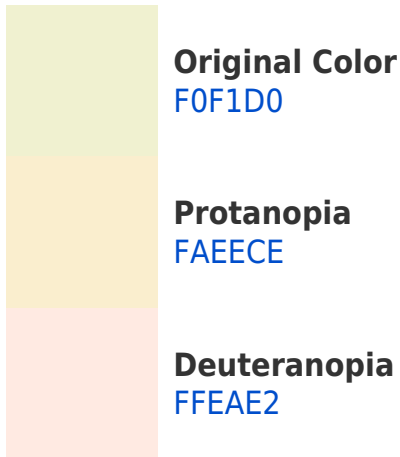 Original Color
F0F1D0
Protanopia
FAEECE
Deuteranopia
FFEAE2